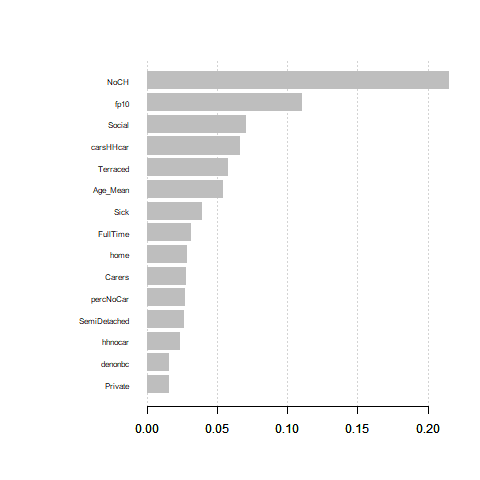 NoCH
fp10
Social
carsHHcar
Terraced
Age_Mean
Sick
FullTime
home
Carers
percNoCar
SemiDetached
hhnocar
denonbc
Private
0.00 0.05 0.10 0.15 0.20